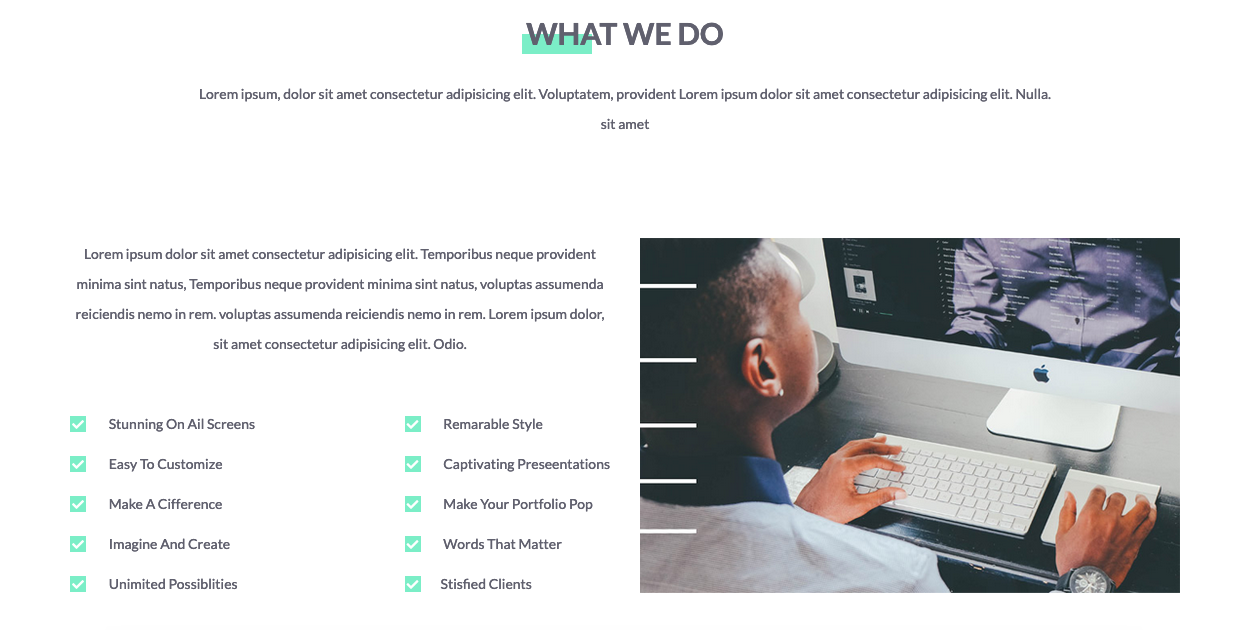 WHAT WE DO
Lorem ipsum, dolor sit amet consectetur adipisicing elit. Voluptatem, provident Lorem ipsum dolor sit amet consectetur adipisicing elit. Nulla.
sit amet
Lorem ipsum dolor sit amet consectetur adipisicing elit. Temporibus neque provident
minima sint natus, Temporibus neque provident minima sint natus, voluptas assumenda
reiciendis nemo in rem. voluptas assumenda reiciendis nemo in rem. Lorem ipsum dolor,
sit amet consectetur adipisicing elit. Odio.
Stunning On Ail Screens
Easy To Customize
Make A Cifference
Imagine And Create
Unimited Possiblities
Remarable Style
Captivating Preseentations
Make Your Portfolio Pop
Words That Matter
Stisfied Clients